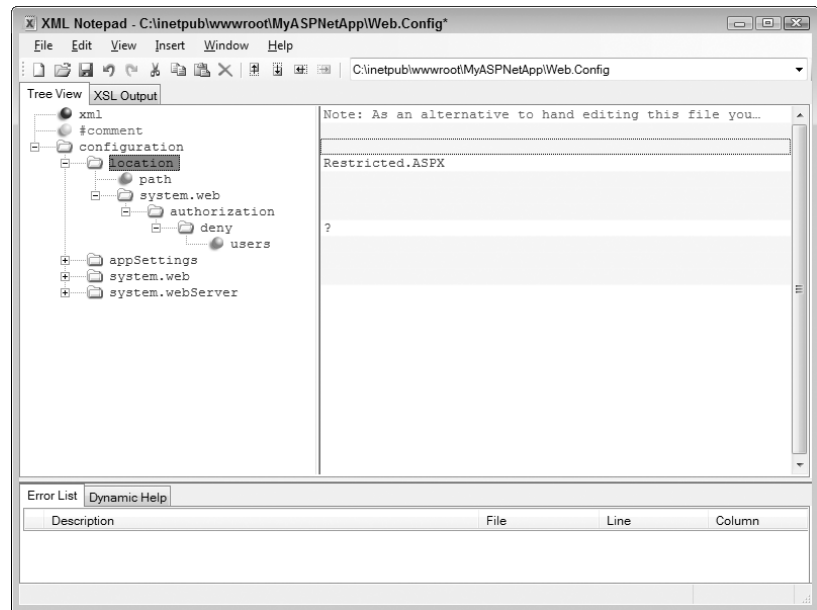 XML Notepad - C:\inetpub\wwwroot\MyASPNetApp\Web.Config*
File Edit View Insert Window Help
C:\inetpub\wwwroot\MyASPNetApp\Web.Config
Tree View XSL Output
xml
#comment Note: As an alternative to hand editing this file you…
configuration
location
path Restricted.ASPX
system.web
authorization
deny
users ?
appSettings
system.web
system.webServer
Error List Dynamic Help
Description File Line Column